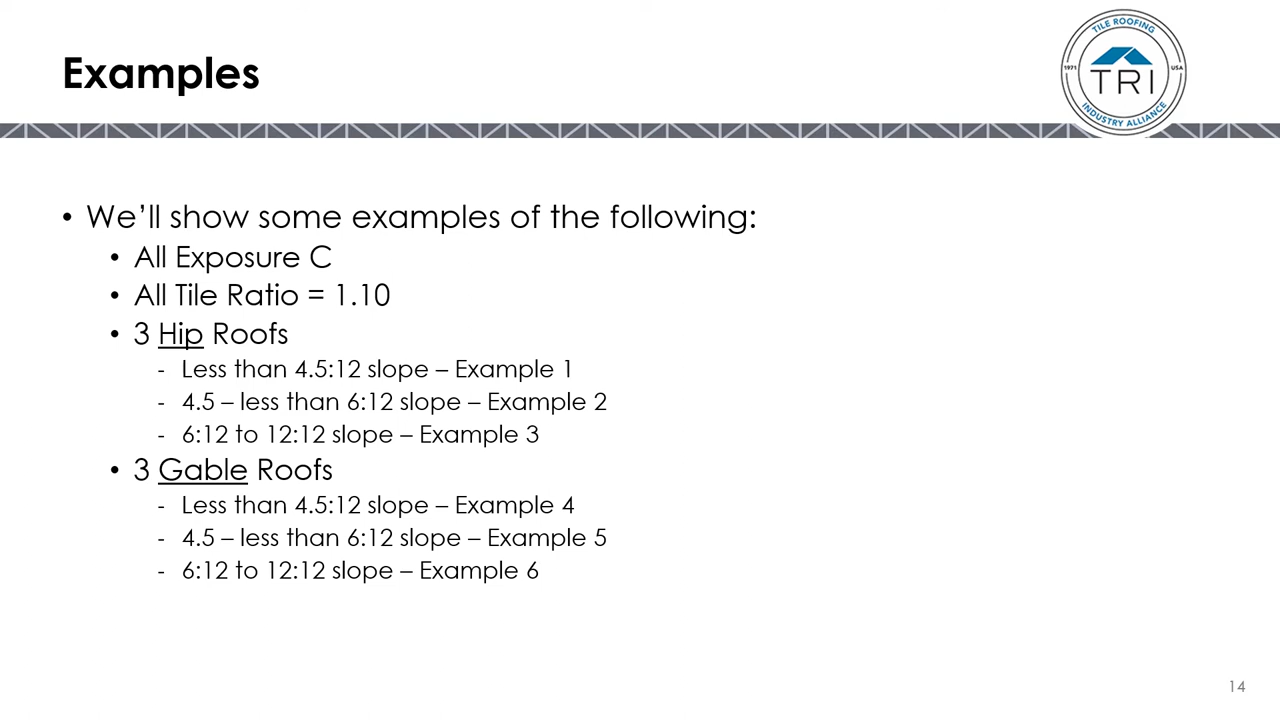 Examples
TILE ROOFING
1971 USA
TRI
INDUSTRY ALLIANCE
• We’ll show some examples of the following:
• All Exposure C
• All Tile Ratio = 1.10
• 3 Hip Roofs
- Less than 4.5:12 slope – Example 1
- 4.5 – less than 6:12 slope – Example 2
- 6:12 to 12:12 slope – Example 3
• 3 Gable Roofs
- Less than 4.5:12 slope – Example 4
- 4.5 – less than 6:12 slope – Example 5
- 6:12 to 12:12 slope – Example 6
14